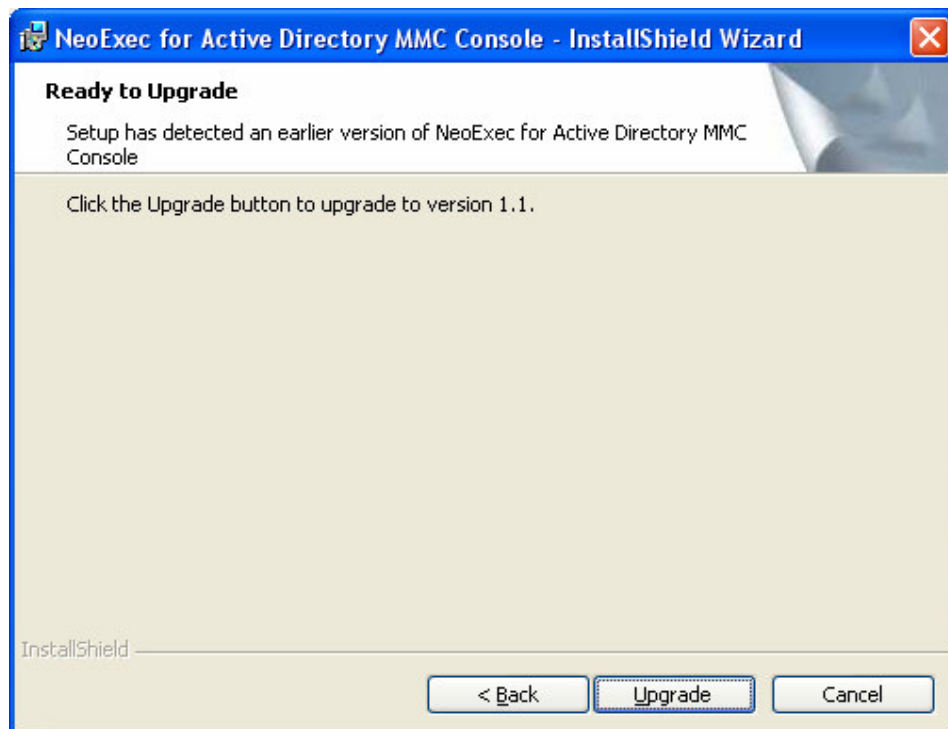 NeoExec for Active Directory MMC Console - InstallShield Wizard
Ready to Upgrade
Setup has detected an earlier version of NeoExec for Active Directory MMC
Console
Click the Upgrade button to upgrade to version 1.1.
InstallShield
< Back Upgrade Cancel